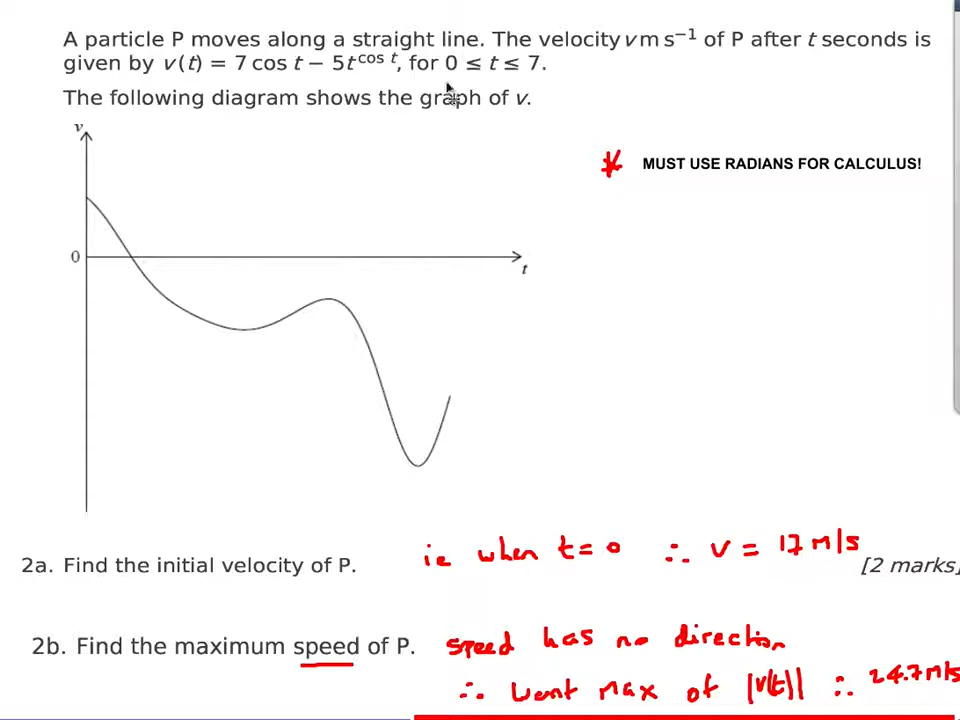 A particle P moves along a straight line. The velocity v m s⁻¹ of P after t seconds is
given by v(t) = 7 cos t − 5t^cos t, for 0 ≤ t ≤ 7.
The following diagram shows the graph of v.
v
* MUST USE RADIANS FOR CALCULUS!
0
t
ie when t = 0 ∴ v = 17 m/s
2a. Find the initial velocity of P.
[2 marks]
2b. Find the maximum speed of P. speed has no direction
∴ want max of |v(t)| ∴ 24.7 m/s